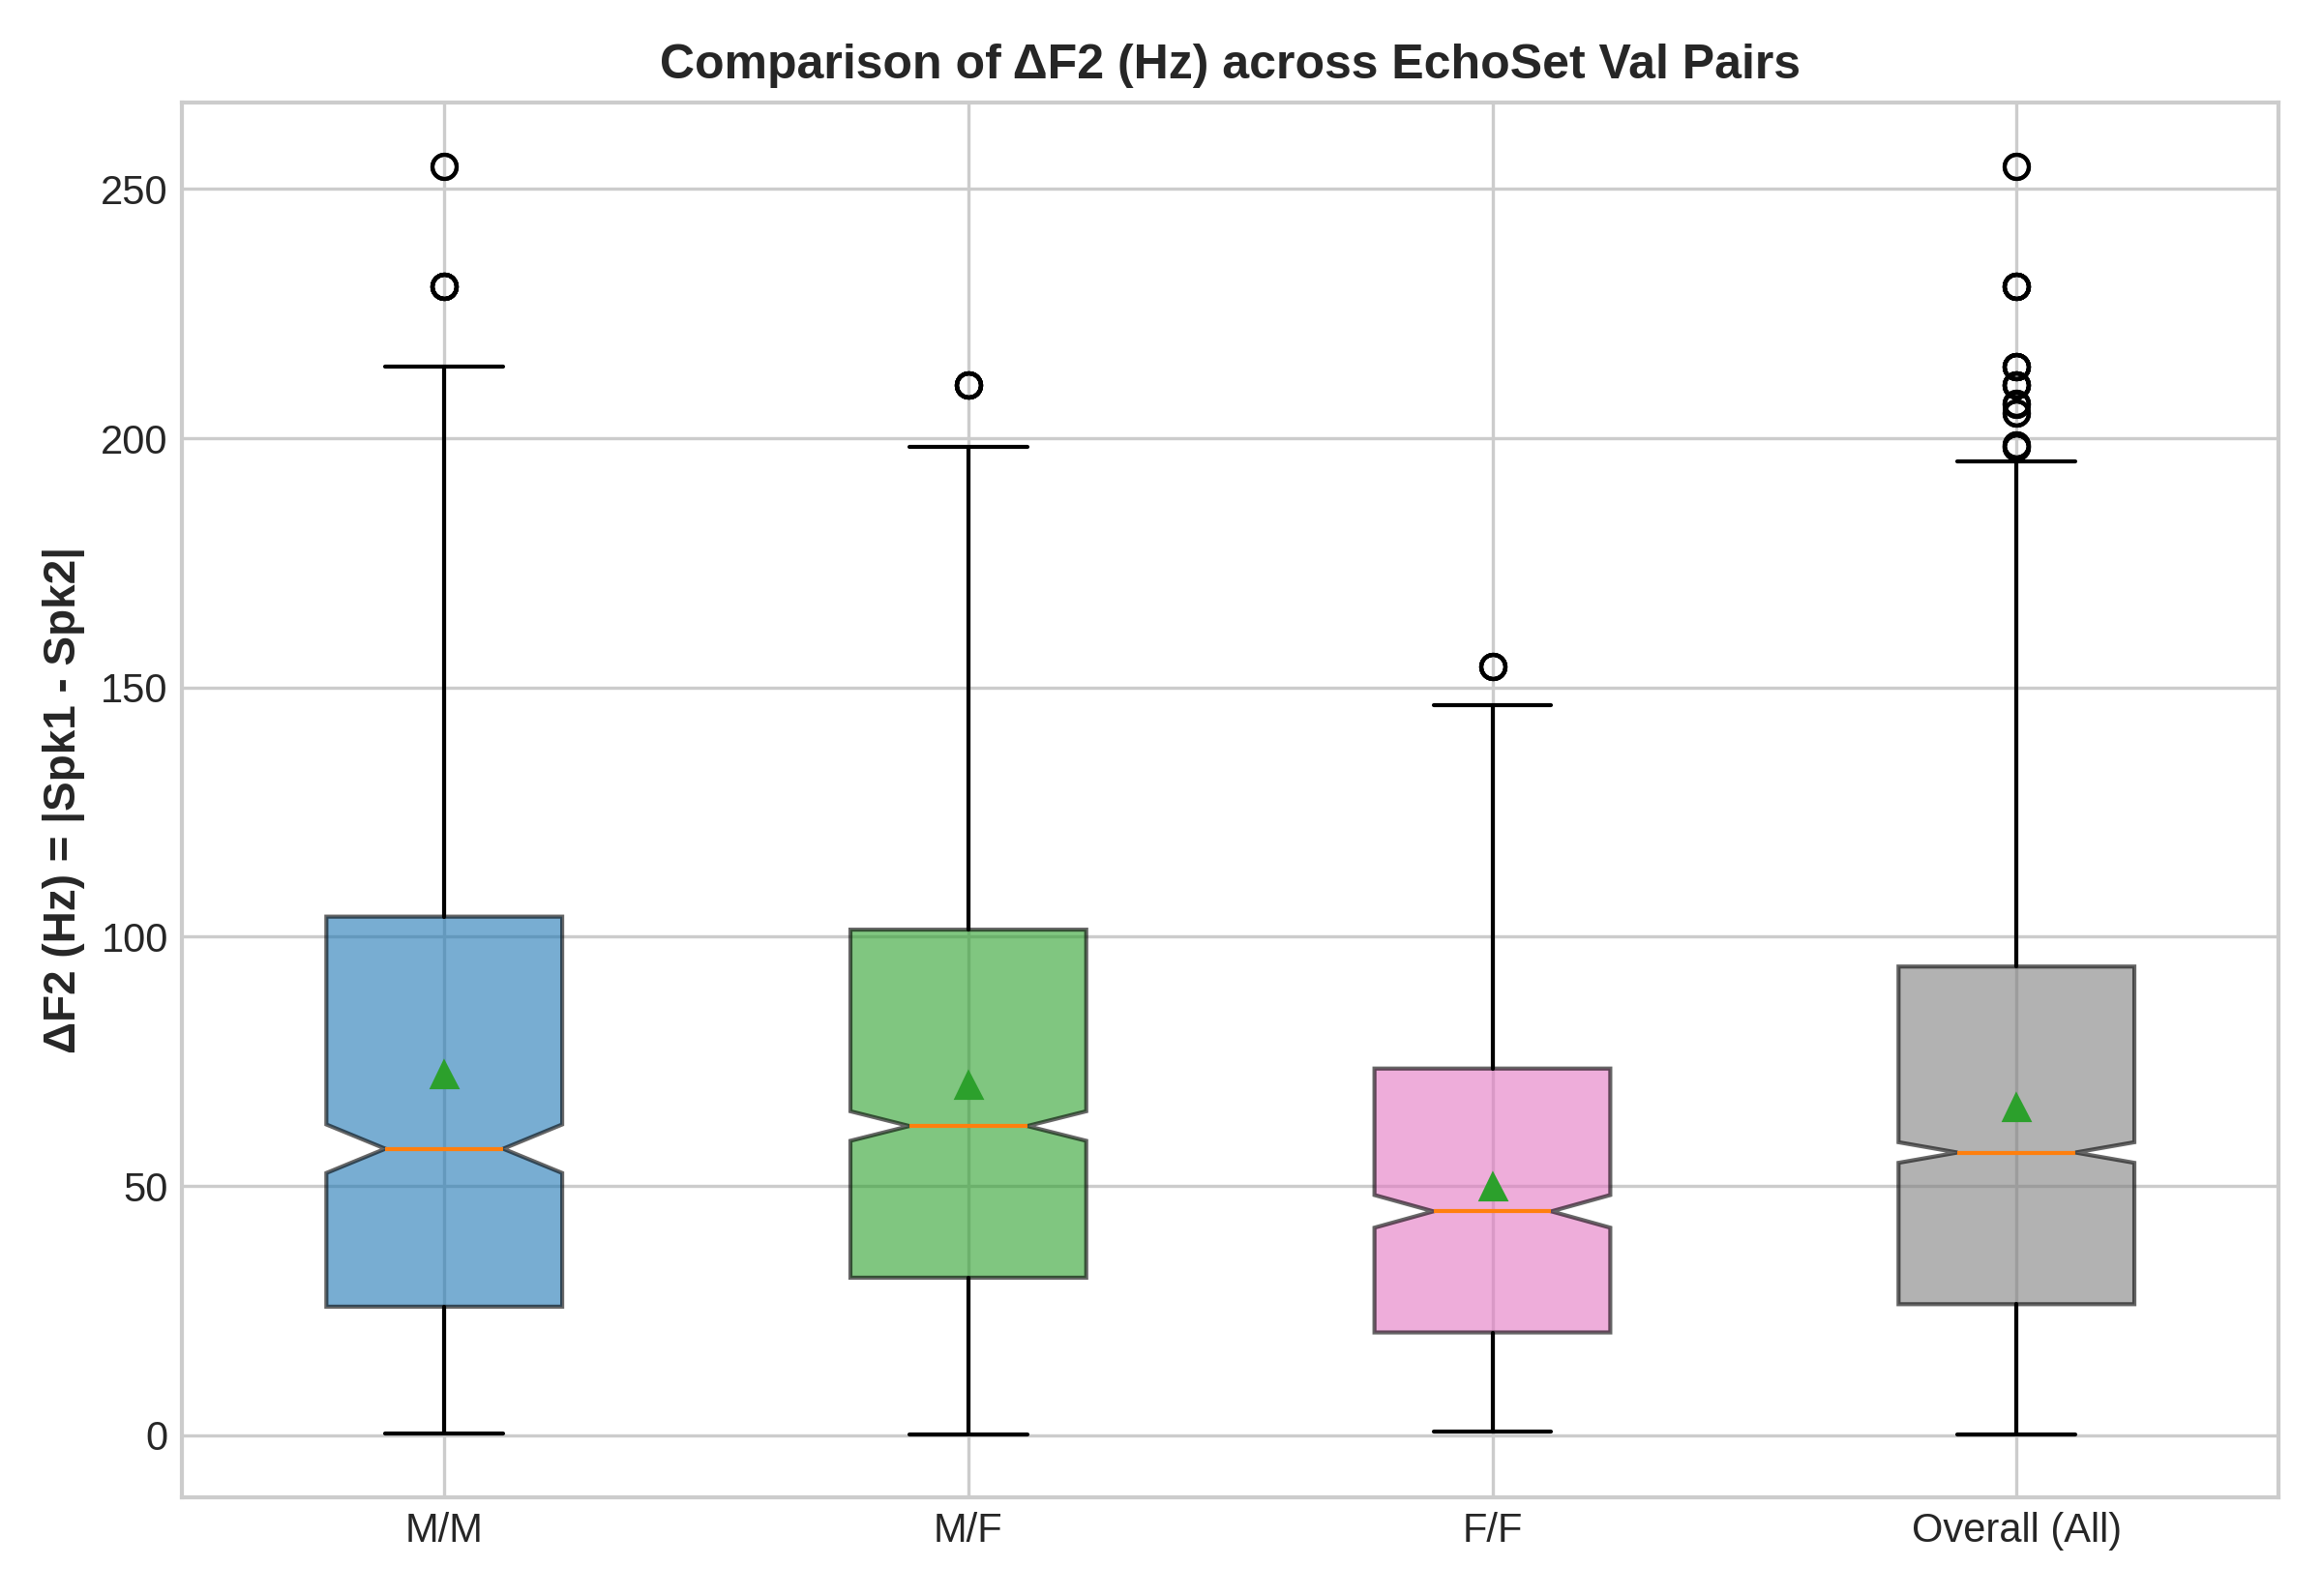 Comparison of ΔF2 (Hz) across EchoSet Val Pairs
ΔF2 (Hz) = |Spk1 - Spk2|
250
200
150
100
50
0
M/M
M/F
F/F
Overall (All)